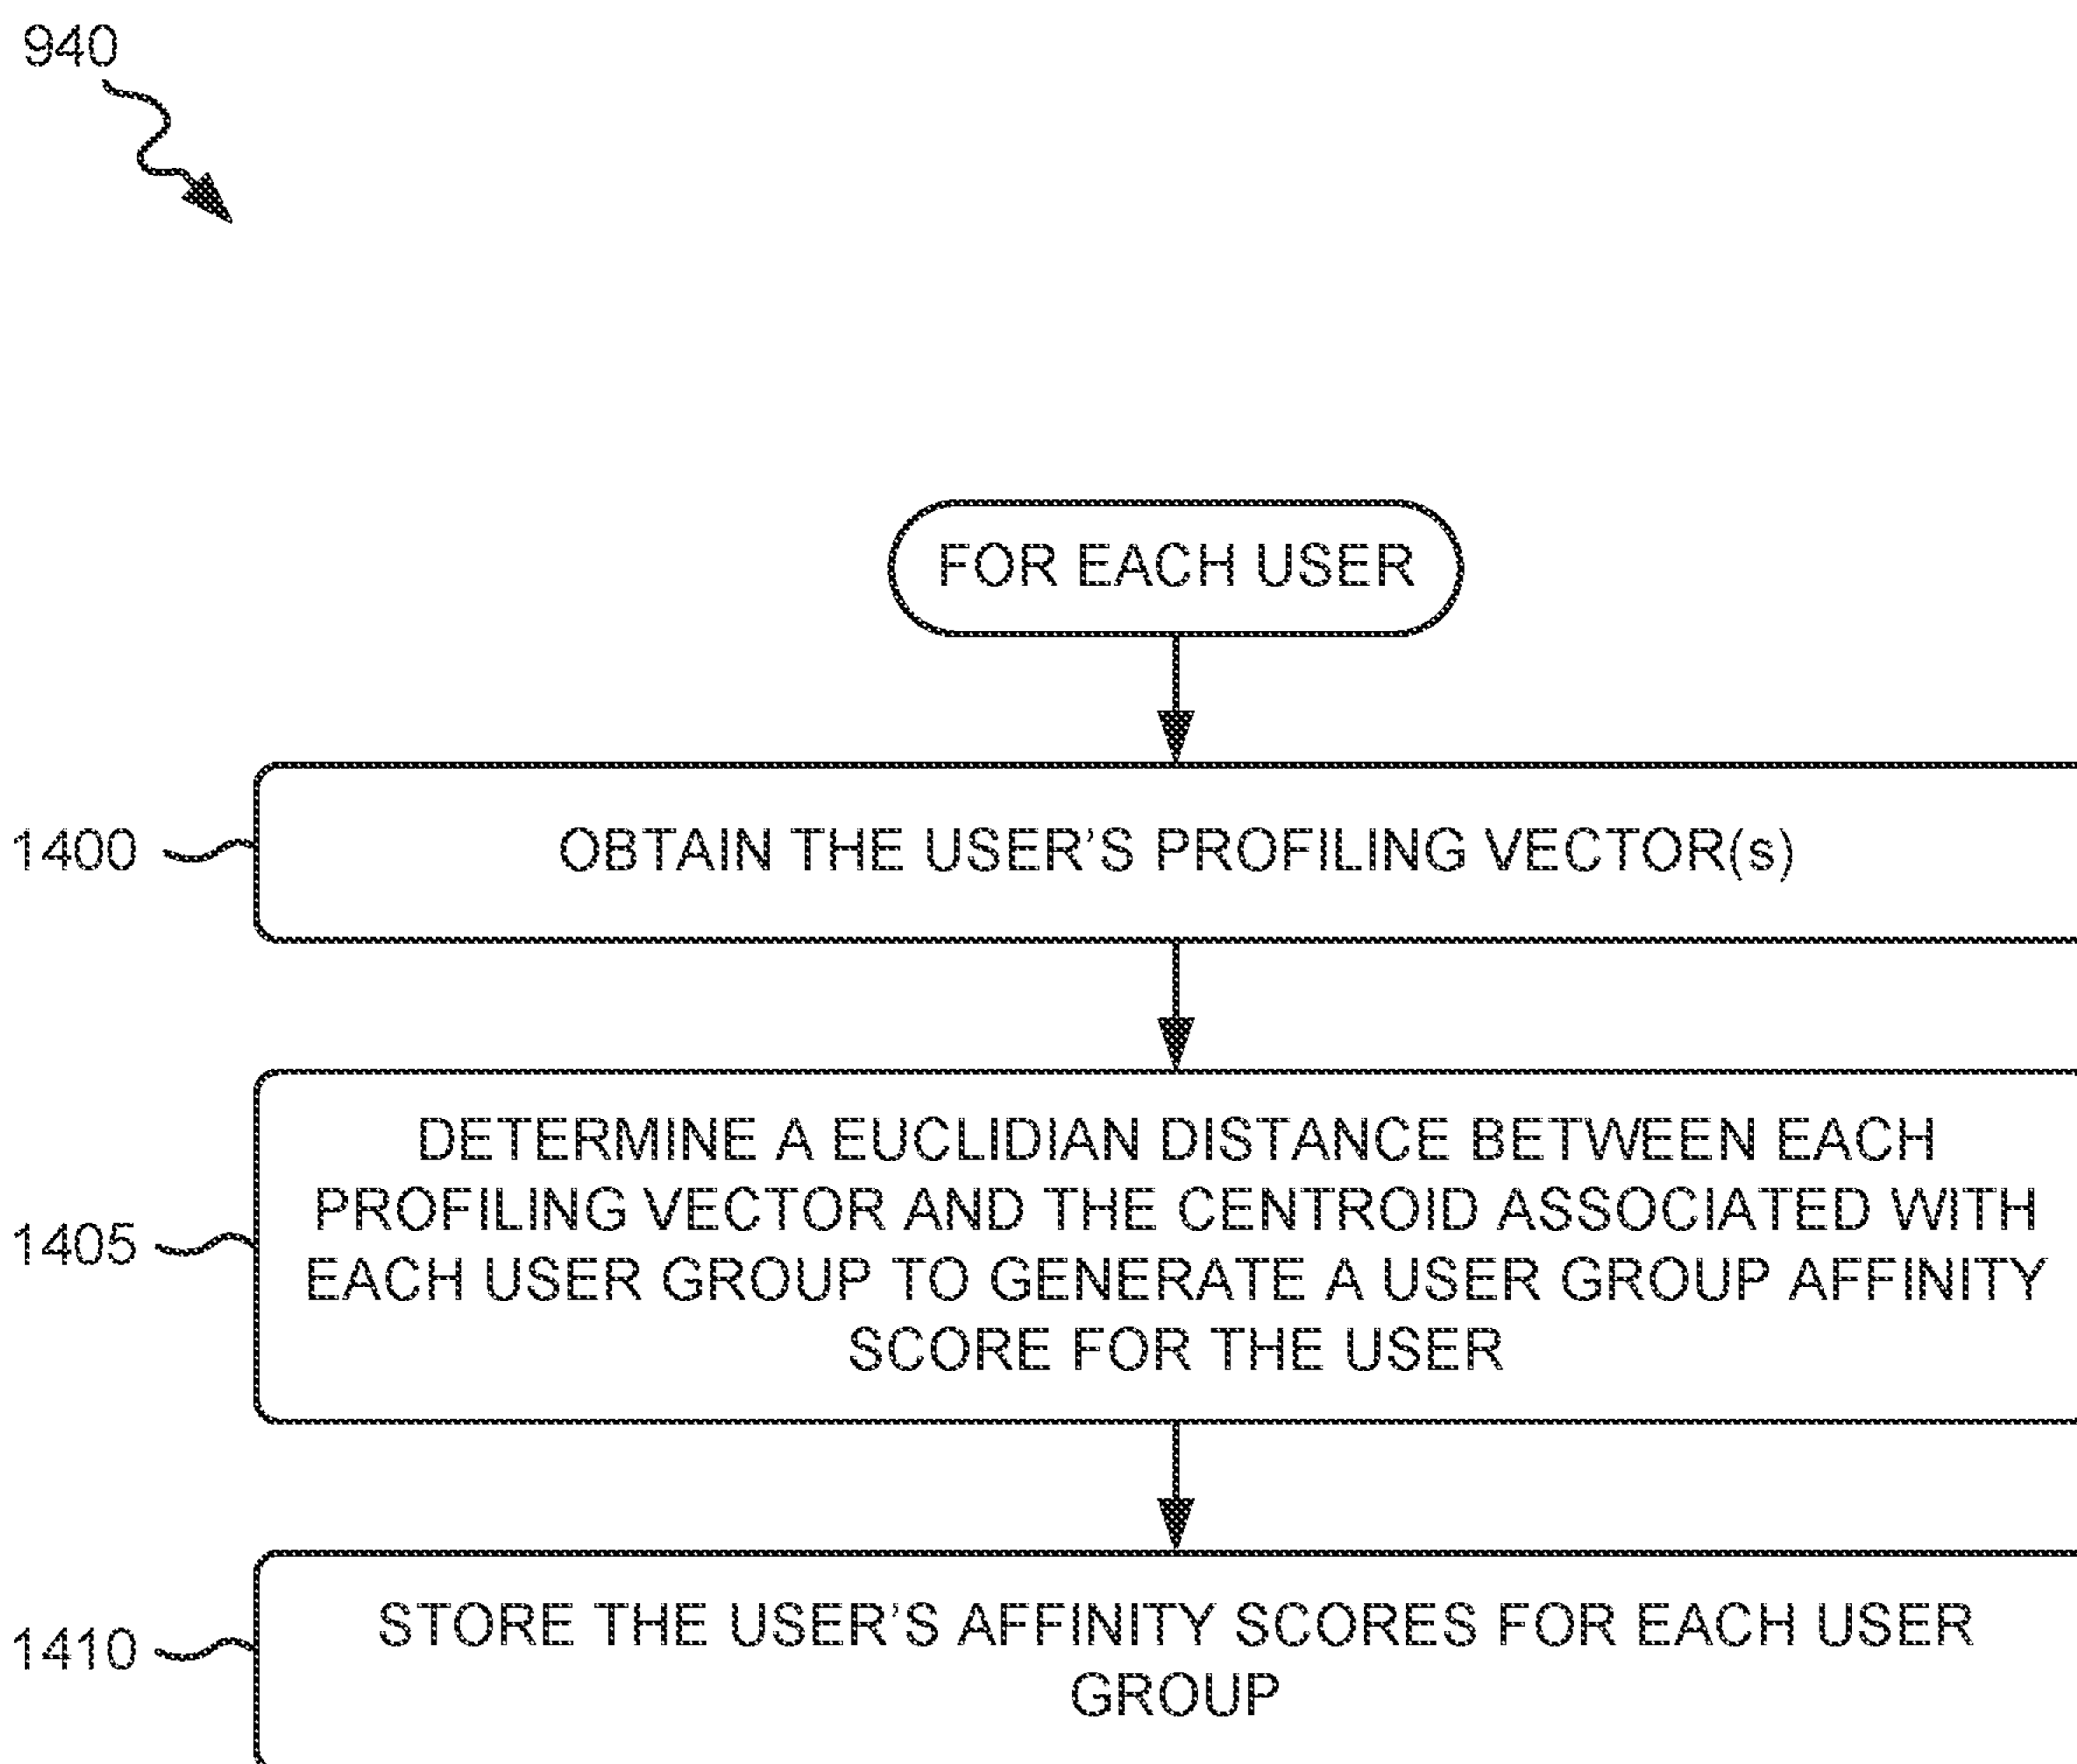 940
FOR EACH USER
1400
OBTAIN THE USER'S PROFILING VECTOR(s)
1405
DETERMINE A EUCLIDIAN DISTANCE BETWEEN EACH
PROFILING VECTOR AND THE CENTROID ASSOCIATED WITH
EACH USER GROUP TO GENERATE A USER GROUP AFFINITY
SCORE FOR THE USER
1410
STORE THE USER'S AFFINITY SCORES FOR EACH USER
GROUP